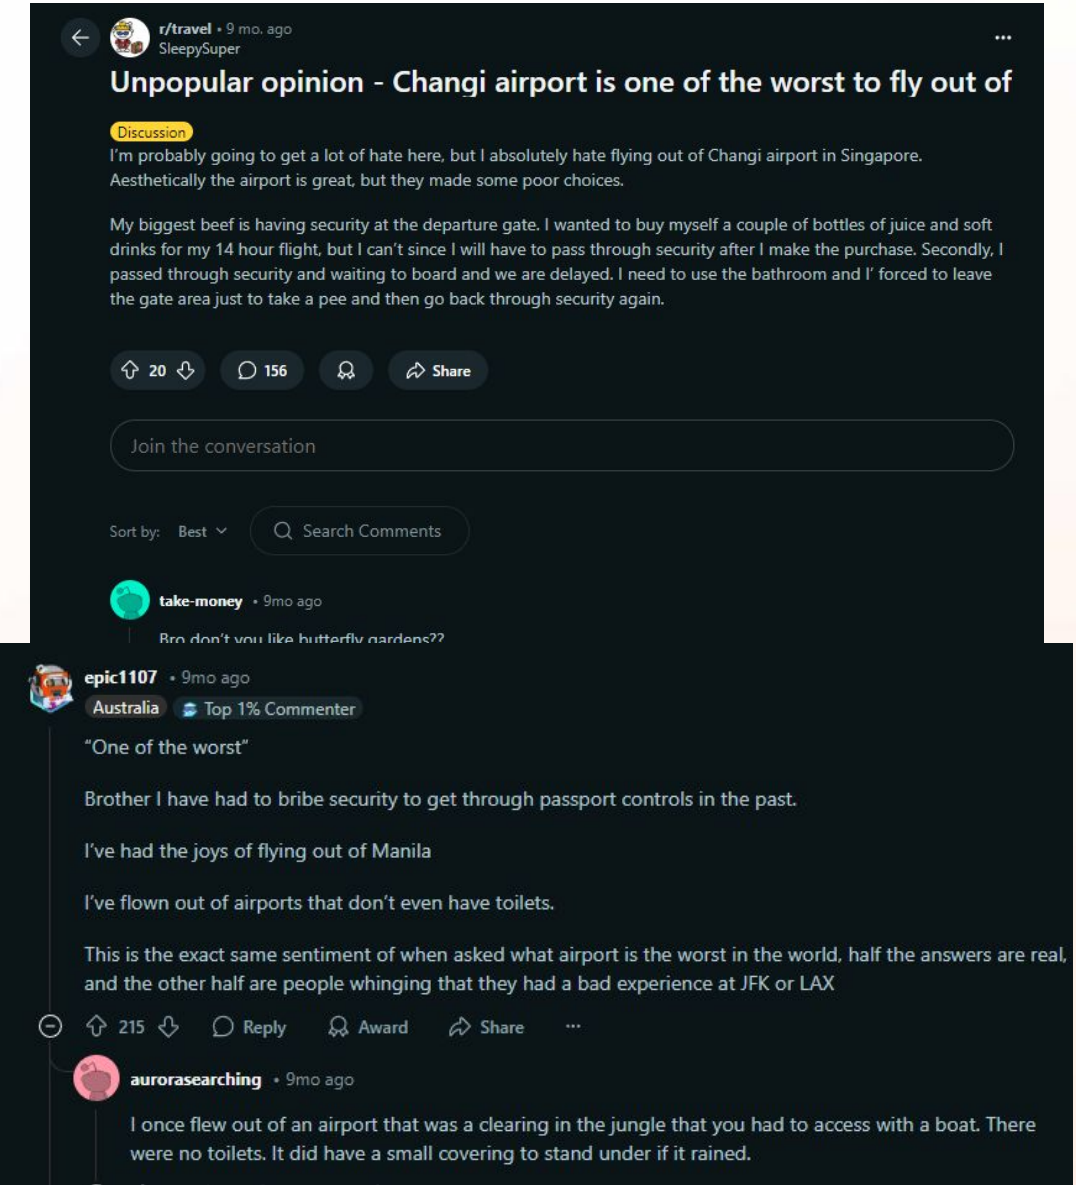 r/travel • 9 mo. ago
SleepySuper
Unpopular opinion - Changi airport is one of the worst to fly out of
Discussion
I'm probably going to get a lot of hate here, but I absolutely hate flying out of Changi airport in Singapore.
Aesthetically the airport is great, but they made some poor choices.
My biggest beef is having security at the departure gate. I wanted to buy myself a couple of bottles of juice and soft
drinks for my 14 hour flight, but I can't since I will have to pass through security after I make the purchase. Secondly, I
passed through security and waiting to board and we are delayed. I need to use the bathroom and I' forced to leave
the gate area just to take a pee and then go back through security again.
20
156
Share
Join the conversation
Sort by: Best
Search Comments
take-money • 9mo ago
Bro don't you like butterfly gardens??
epic1107 • 9mo ago
Australia
Top 1% Commenter
"One of the worst"
Brother I have had to bribe security to get through passport controls in the past.
I've had the joys of flying out of Manila
I've flown out of airports that don't even have toilets.
This is the exact same sentiment of when asked what airport is the worst in the world, half the answers are real,
and the other half are people whinging that they had a bad experience at JFK or LAX
215
Reply
Award
Share
aurorasearching • 9mo ago
I once flew out of an airport that was a clearing in the jungle that you had to access with a boat. There
were no toilets. It did have a small covering to stand under if it rained.